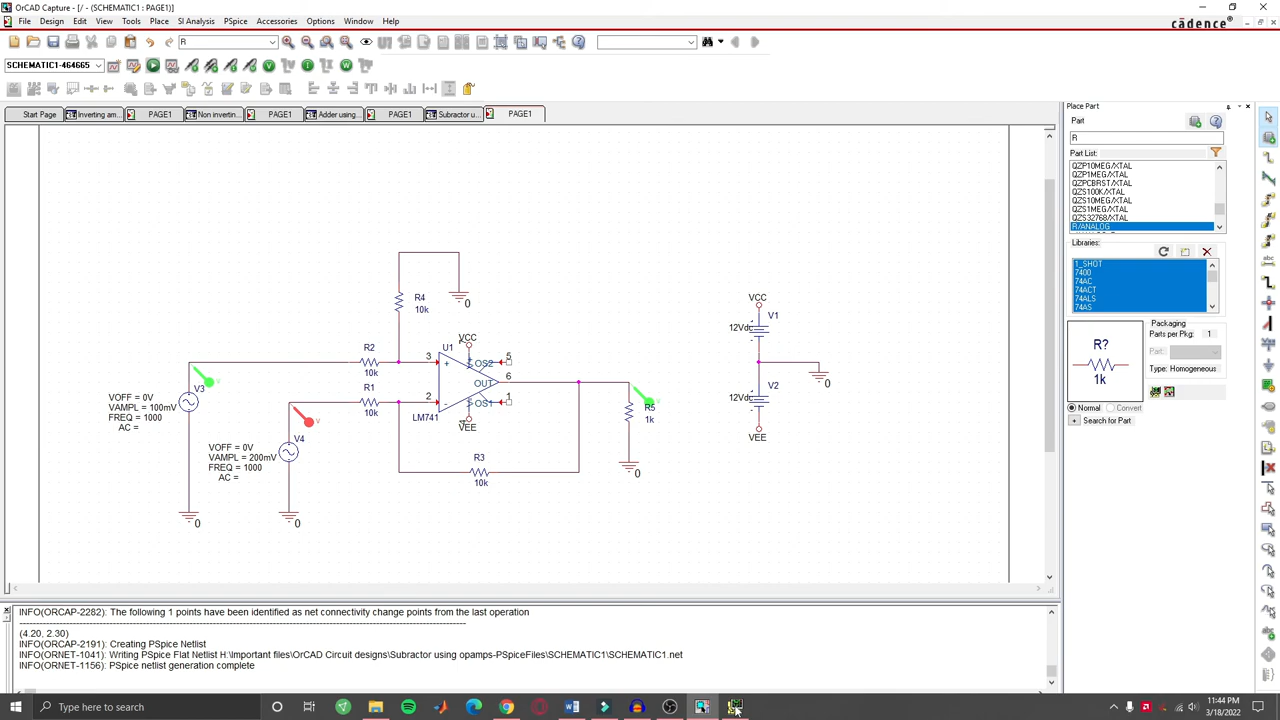 OrCAD Capture - [/ - (SCHEMATIC1 : PAGE1)]
File Design Edit View Tools Place SI Analysis PSpice Accessories Options Window Help
cādence
R
SCHEMATIC1-464665
Start Page Inverting am... PAGE1 Non invertin... PAGE1 Adder using... PAGE1 Subractor u... PAGE1
Place Part
Part
R
Part List:
QZP10MEG/XTAL
QZP1MEG/XTAL
QZPCBRST/XTAL
QZS100K/XTAL
QZS10MEG/XTAL
QZS1MEG/XTAL
QZS32768/XTAL
R/ANALOG
Libraries:
1_SHOT
7400
74AC
74ACT
74ALS
74AS
Packaging
Parts per Pkg: 1
Part:
Type: Homogeneous
R?
1k
Normal Convert
+ Search for Part
R4
10k
0
R2
10k
R1
10k
U1
VCC
3
+
2
-
OS2
5
OUT
6
OS1
1
LM741
VEE
R3
10k
R5
1k
0
V3
VOFF = 0V
VAMPL = 100mV
FREQ = 1000
AC =
0
V4
VOFF = 0V
VAMPL = 200mV
FREQ = 1000
AC =
0
VCC
V1
12Vdc
0
V2
12Vdc
VEE
INFO(ORCAP-2282): The following 1 points have been identified as net connectivity change points from the last operation
(4.20, 2.30)
INFO(ORCAP-2191): Creating PSpice Netlist
INFO(ORNET-1041): Writing PSpice Flat Netlist H:\Important files\OrCAD Circuit designs\Subractor using opamps-PSpiceFiles\SCHEMATIC1\SCHEMATIC1.net
INFO(ORNET-1156): PSpice netlist generation complete
Type here to search
11:44 PM
3/18/2022